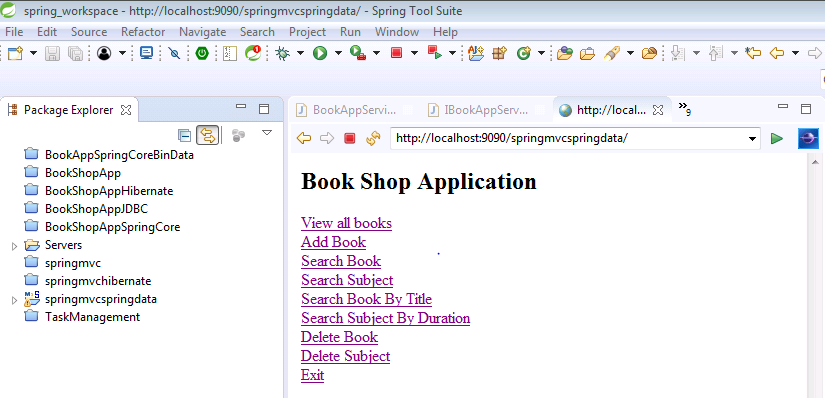 spring_workspace - http://localhost:9090/springmvcspringdata/ - Spring Tool Suite
File Edit Source Refactor Navigate Search Project Run Window Help
Package Explorer
BookAppSpringCoreBinData
BookShopApp
BookShopAppHibernate
BookShopAppJDBC
BookShopAppSpringCore
Servers
springmvc
springmvchibernate
springmvcspringdata
TaskManagement
BookAppServi... IBookAppServ... http://local... 9
http://localhost:9090/springmvcspringdata/
Book Shop Application
View all books
Add Book
Search Book
Search Subject
Search Book By Title
Search Subject By Duration
Delete Book
Delete Subject
Exit